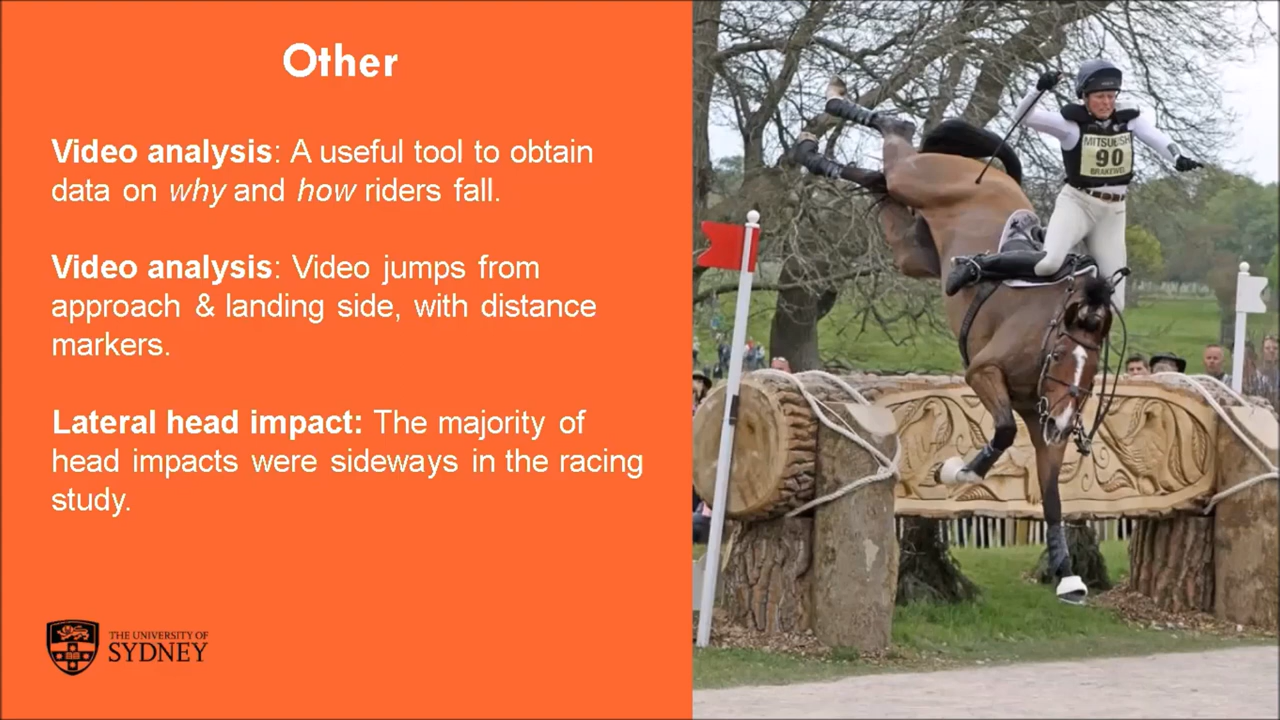 Other
Video analysis: A useful tool to obtain
data on why and how riders fall.
Video analysis: Video jumps from
approach & landing side, with distance
markers.
Lateral head impact: The majority of
head impacts were sideways in the racing
study.
THE UNIVERSITY OF
SYDNEY
MITSUBISHI
90